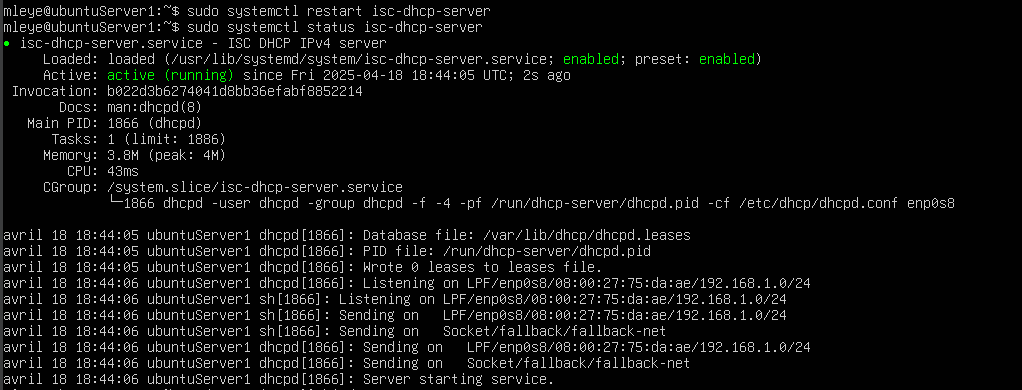 mleye@ubuntuServer1:~$ sudo systemctl restart isc-dhcp-server
mleye@ubuntuServer1:~$ sudo systemctl status isc-dhcp-server
● isc-dhcp-server.service - ISC DHCP IPv4 server
Loaded: loaded (/usr/lib/systemd/system/isc-dhcp-server.service; enabled; preset: enabled)
Active: active (running) since Fri 2025-04-18 18:44:05 UTC; 2s ago
Invocation: b022d3b6274041d8bb36efabf8852214
Docs: man:dhcpd(8)
Main PID: 1866 (dhcpd)
Tasks: 1 (limit: 1886)
Memory: 3.8M (peak: 4M)
CPU: 43ms
CGroup: /system.slice/isc-dhcp-server.service
└─1866 dhcpd -user dhcpd -group dhcpd -f -4 -pf /run/dhcp-server/dhcpd.pid -cf /etc/dhcp/dhcpd.conf enp0s8
avril 18 18:44:05 ubuntuServer1 dhcpd[1866]: Database file: /var/lib/dhcp/dhcpd.leases
avril 18 18:44:05 ubuntuServer1 dhcpd[1866]: PID file: /run/dhcp-server/dhcpd.pid
avril 18 18:44:06 ubuntuServer1 dhcpd[1866]: Wrote 0 leases to leases file.
avril 18 18:44:06 ubuntuServer1 dhcpd[1866]: Listening on LPF/enp0s8/08:00:27:75:da:ae/192.168.1.0/24
avril 18 18:44:06 ubuntuServer1 sh[1866]: Listening on LPF/enp0s8/08:00:27:75:da:ae/192.168.1.0/24
avril 18 18:44:06 ubuntuServer1 sh[1866]: Sending on   LPF/enp0s8/08:00:27:75:da:ae/192.168.1.0/24
avril 18 18:44:06 ubuntuServer1 sh[1866]: Sending on   Socket/fallback/fallback-net
avril 18 18:44:06 ubuntuServer1 dhcpd[1866]: Sending on   LPF/enp0s8/08:00:27:75:da:ae/192.168.1.0/24
avril 18 18:44:06 ubuntuServer1 dhcpd[1866]: Sending on   Socket/fallback/fallback-net
avril 18 18:44:06 ubuntuServer1 dhcpd[1866]: Server starting service.